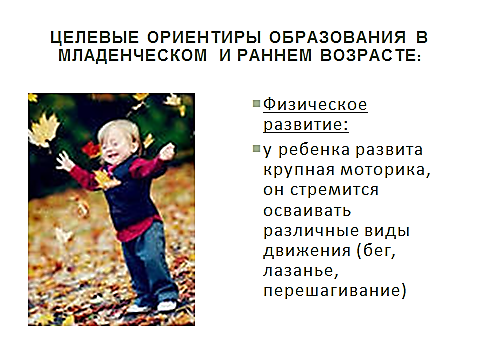 ЦЕЛЕВЫЕ ОРИЕНТИРЫ ОБРАЗОВАНИЯ В
МЛАДЕНЧЕСКОМ И РАННЕМ ВОЗРАСТЕ:
Физическое
развитие:
у ребенка развита
крупная моторика,
он стремится
осваивать
различные виды
движения (бег,
лазанье,
перешагивание)